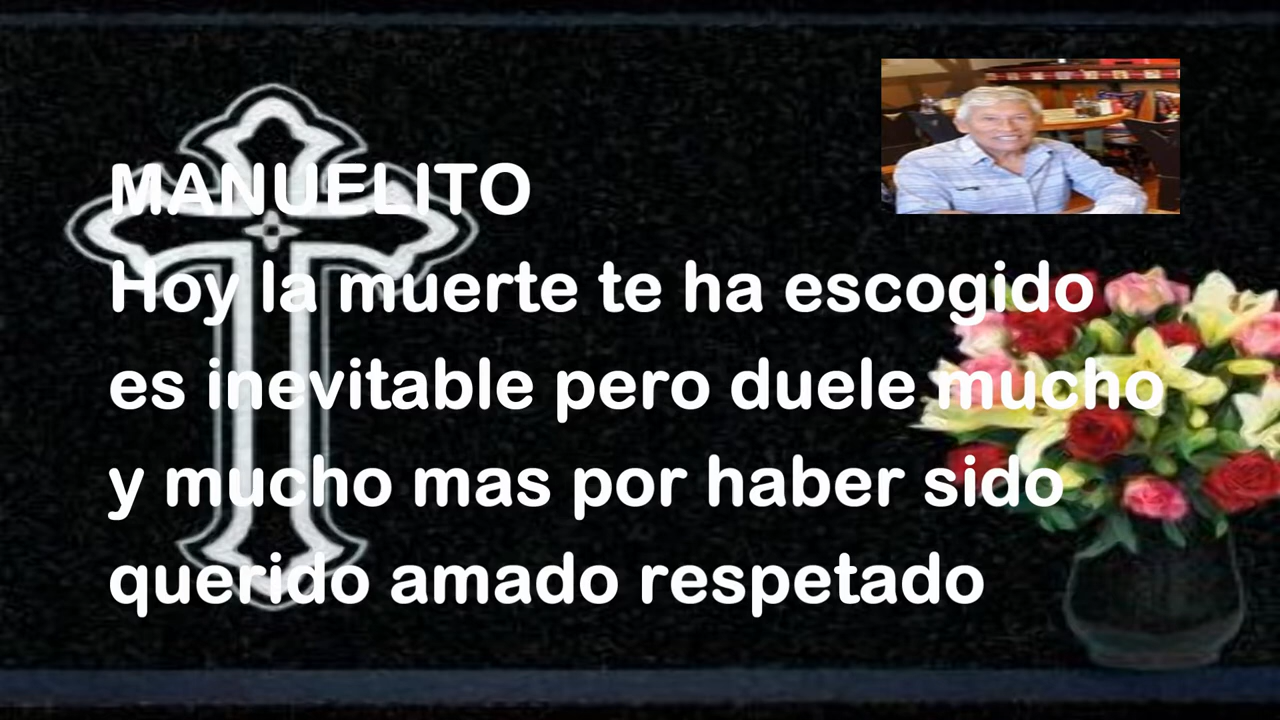 MANUELITO
Hoy la muerte te ha escogido
es inevitable pero duele mucho
y mucho mas por haber sido
querido amado respetado